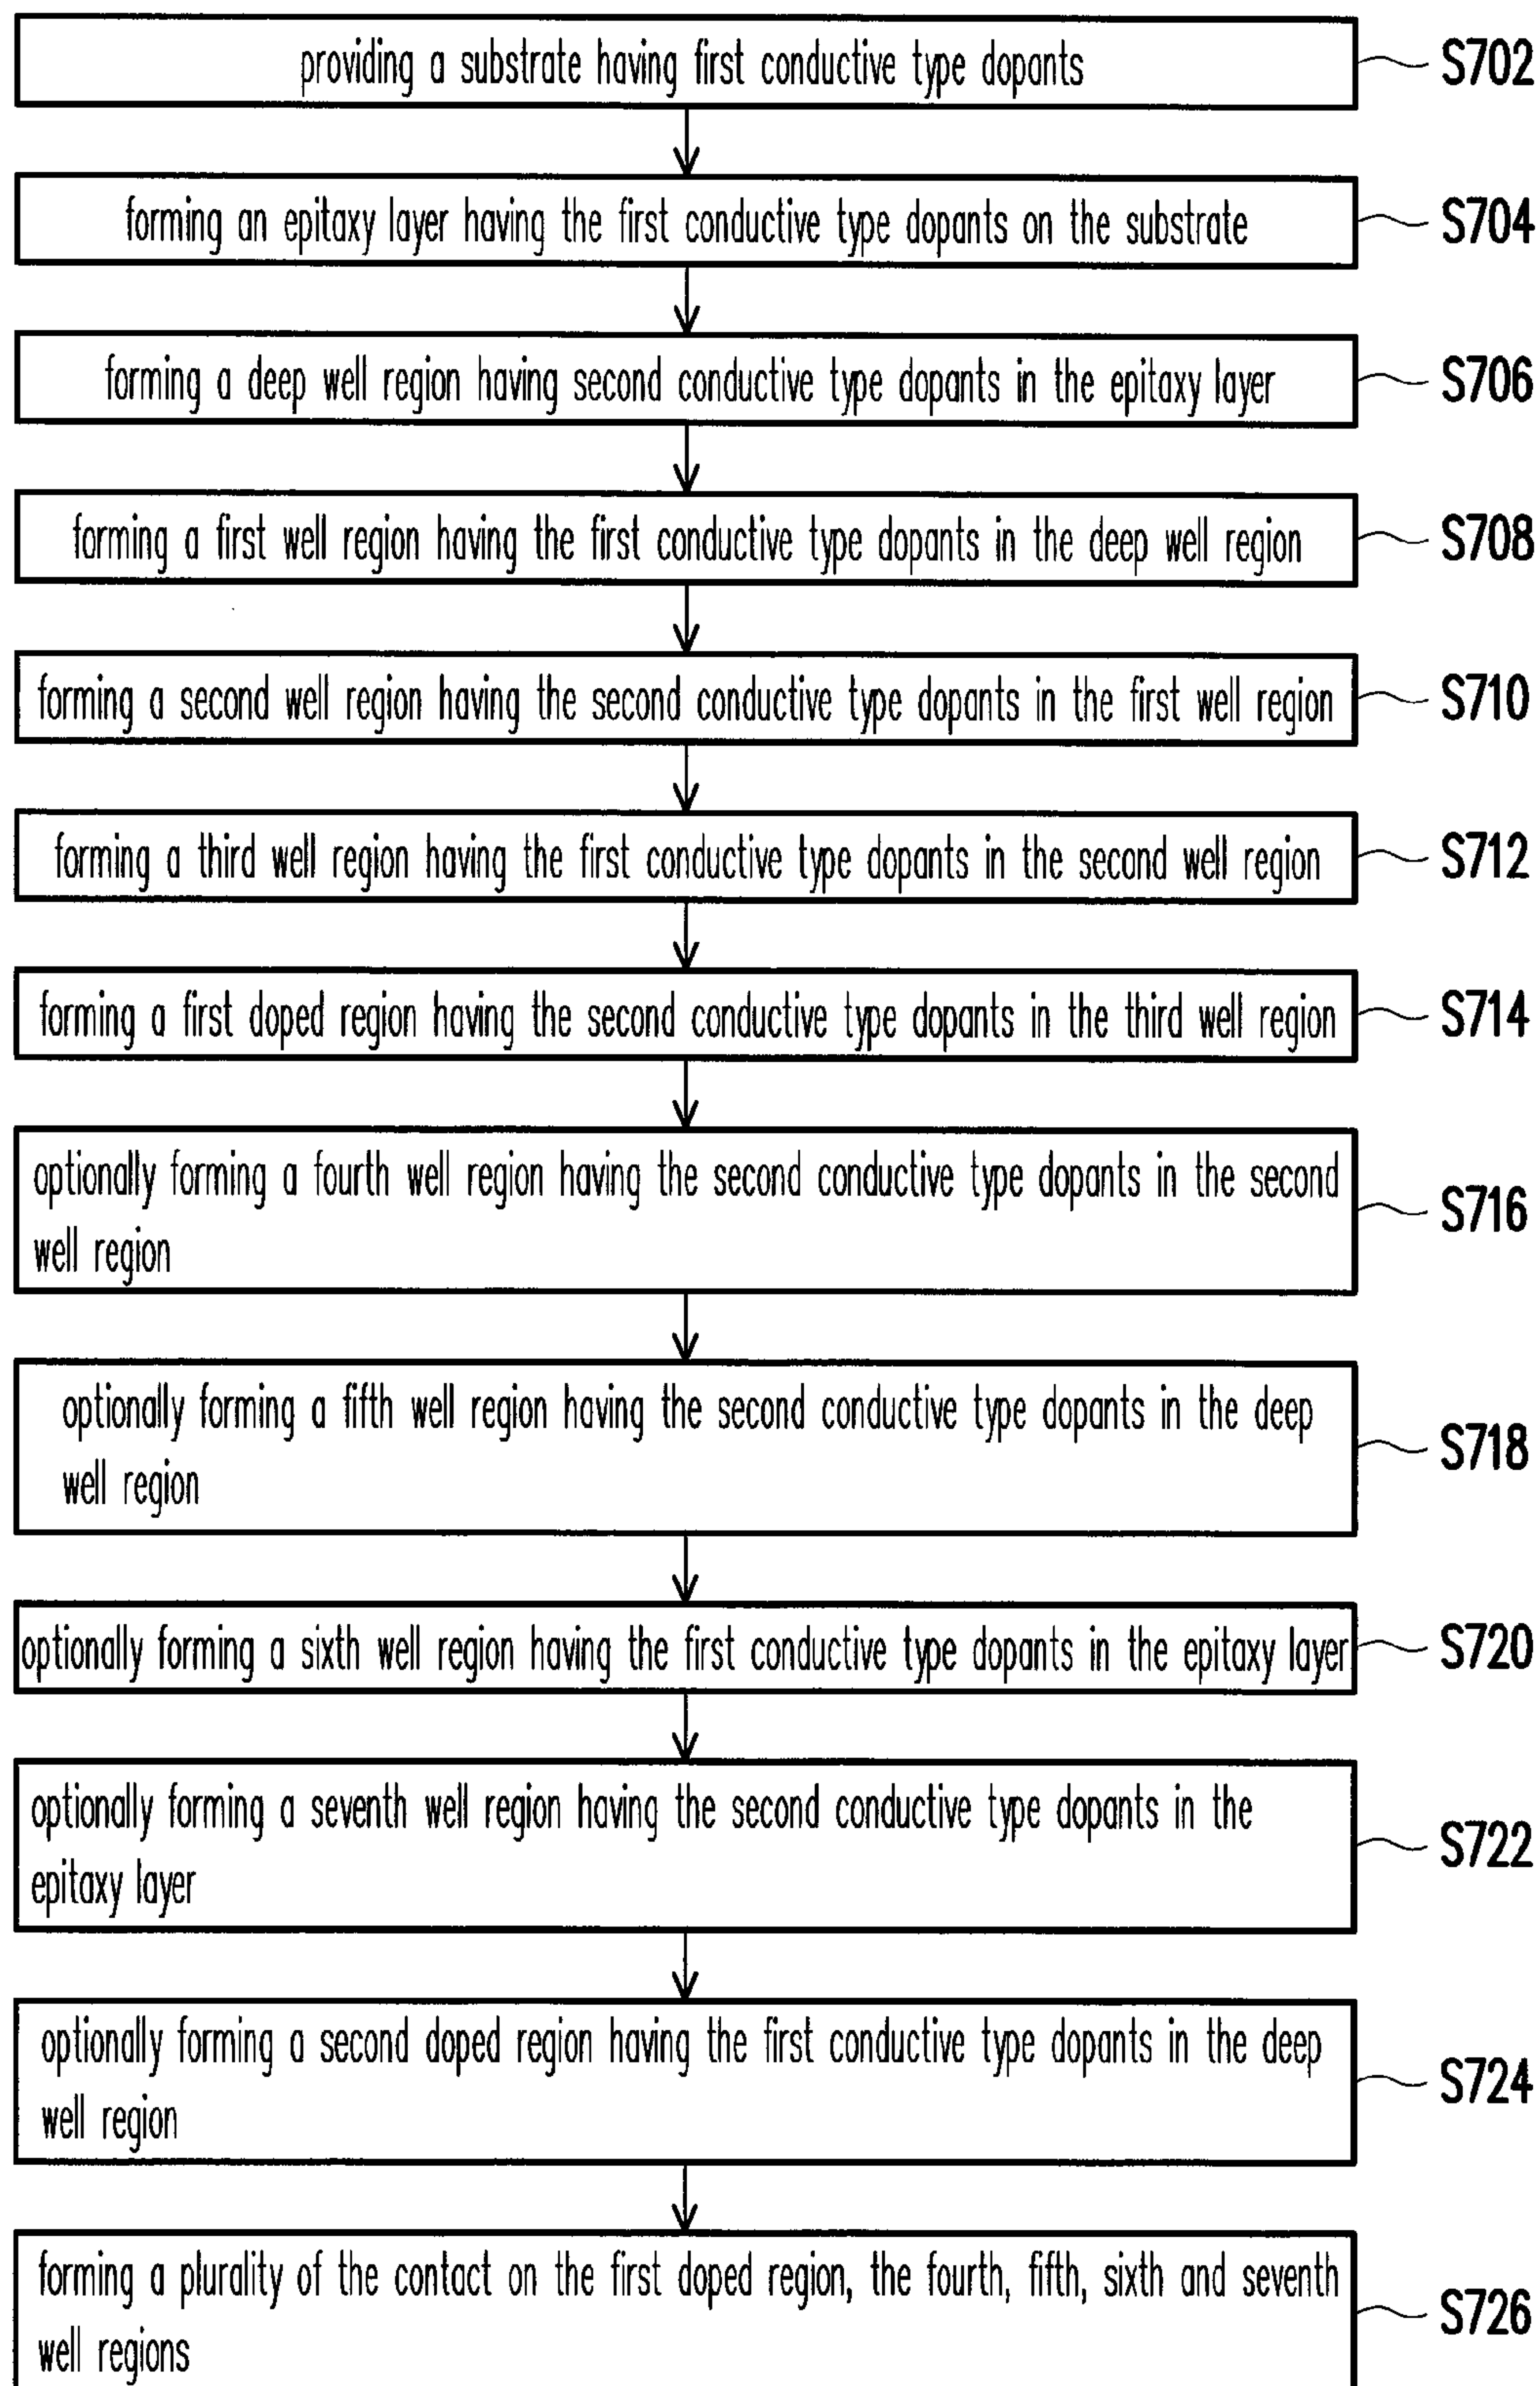 providing a substrate having first conductive type dopants
S702
forming an epitaxy layer having the first conductive type dopants on the substrate
S704
forming a deep well region having second conductive type dopants in the epitaxy layer
S706
forming a first well region having the first conductive type dopants in the deep well region
S708
forming a second well region having the second conductive type dopants in the first well region
S710
forming a third well region having the first conductive type dopants in the second well region
S712
forming a first doped region having the second conductive type dopants in the third well region
S714
optionally forming a fourth well region having the second conductive type dopants in the second
well region
S716
optionally forming a fifth well region having the second conductive type dopants in the deep
well region
S718
optionally forming a sixth well region having the first conductive type dopants in the epitaxy layer
S720
optionally forming a seventh well region having the second conductive type dopants in the
epitaxy layer
S722
optionally forming a second doped region having the first conductive type dopants in the deep
well region
S724
forming a plurality of the contact on the first doped region, the fourth, fifth, sixth and seventh
well regions
S726